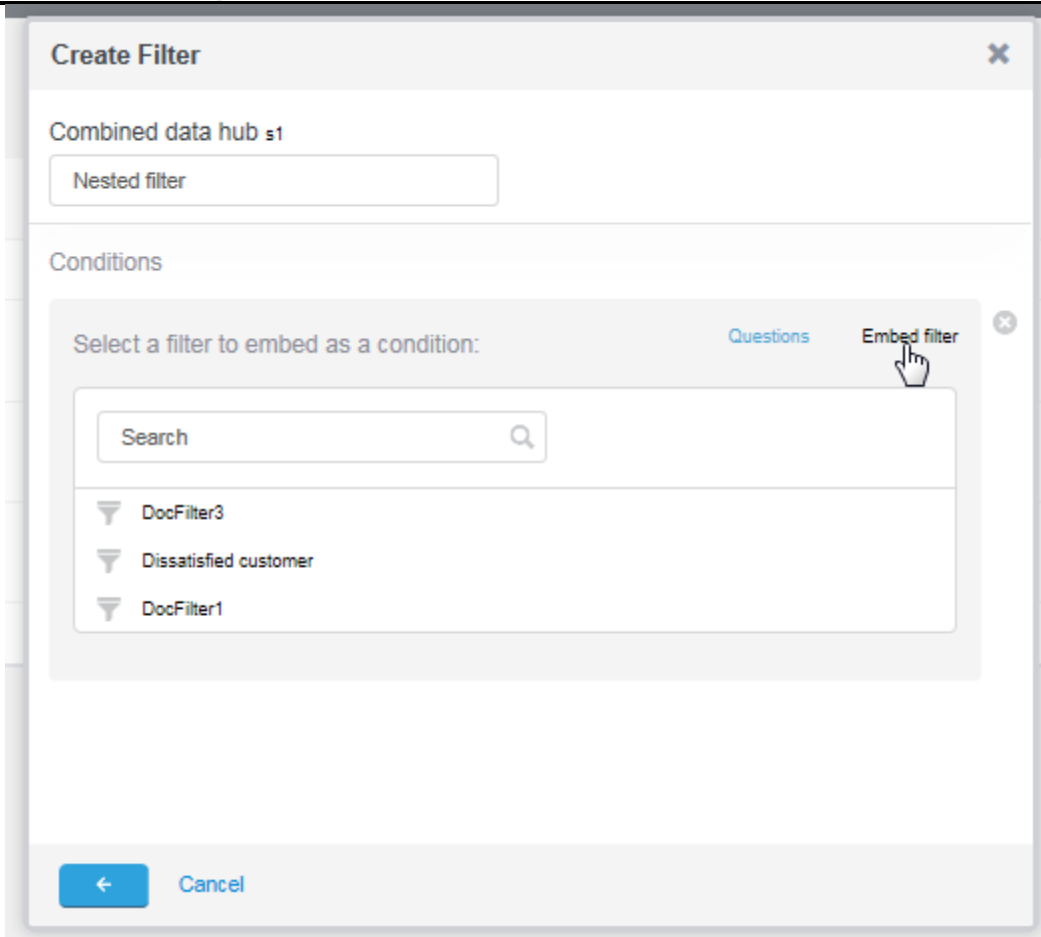 Create Filter
Combined data hub s1
Nested filter
Conditions
Select a filter to embed as a condition: Questions Embed filter
Search
DocFilter3
Dissatisfied customer
DocFilter1
Cancel